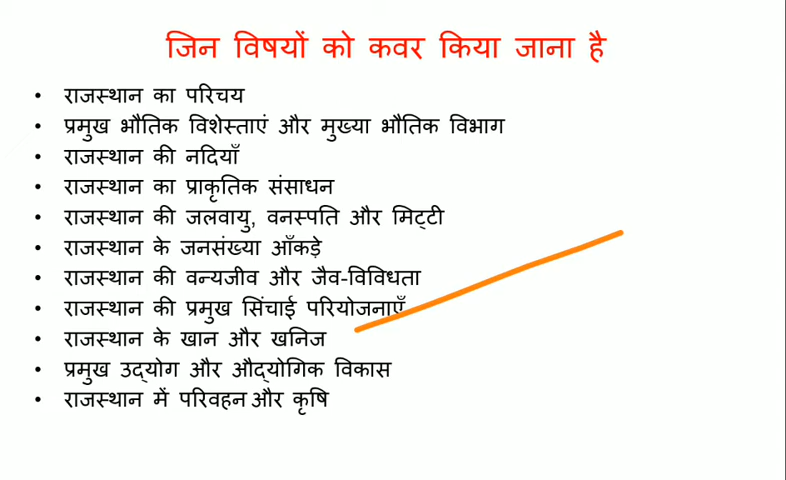 जिन विषयों को कवर किया जाना है
• राजस्थान का परिचय
• प्रमुख भौतिक विशेस्ताएं और मुख्या भौतिक विभाग
• राजस्थान की नदियाँ
• राजस्थान का प्राकृतिक संसाधन
• राजस्थान की जलवायु, वनस्पति और मिट्टी
• राजस्थान के जनसंख्या आँकड़े
• राजस्थान की वन्यजीव और जैव-विविधता
• राजस्थान की प्रमुख सिंचाई परियोजनाएँ
• राजस्थान के खान और खनिज
• प्रमुख उद्योग और औद्योगिक विकास
• राजस्थान में परिवहन और कृषि